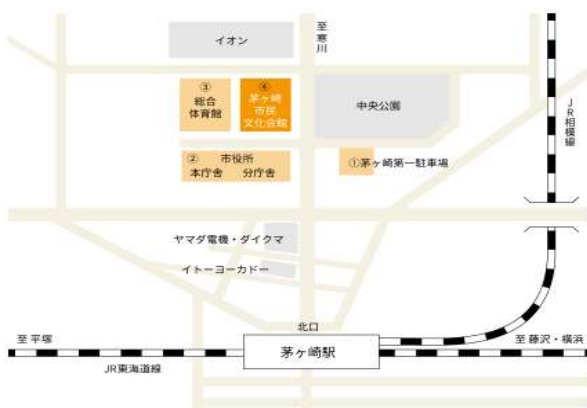 イオン
至寒川
③
総合
体育館
④
茅ヶ崎
市民
文化会館
中央公園
JR相模線
② 市役所
本庁舎 分庁舎
①茅ヶ崎第一駐車場
ヤマダ電機・ダイクマ
イトーヨーカドー
北口
至平塚
茅ヶ崎駅
至藤沢・横浜
JR東海道線